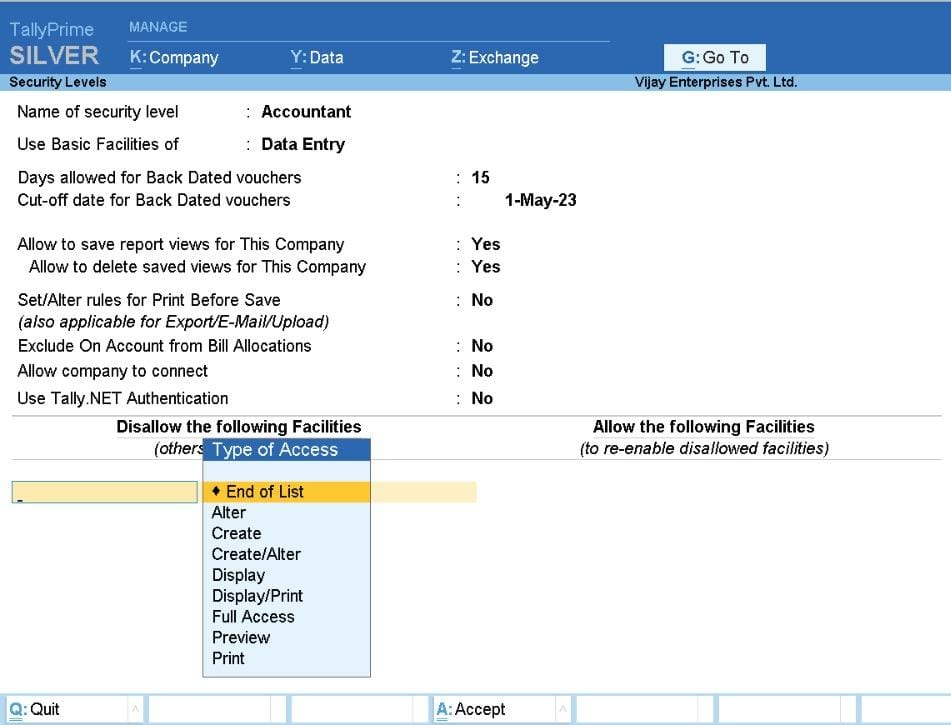 TallyPrime MANAGE
SILVER K:Company Y:Data Z:Exchange G:Go To
Security Levels Vijay Enterprises Pvt. Ltd.
Name of security level : Accountant
Use Basic Facilities of : Data Entry
Days allowed for Back Dated vouchers : 15
Cut-off date for Back Dated vouchers : 1-May-23
Allow to save report views for This Company : Yes
Allow to delete saved views for This Company : Yes
Set/Alter rules for Print Before Save : No
(also applicable for Export/E-Mail/Upload)
Exclude On Account from Bill Allocations : No
Allow company to connect : No
Use Tally.NET Authentication : No
Disallow the following Facilities Allow the following Facilities
(others Type of Access (to re-enable disallowed facilities)
♦ End of List
Alter
Create
Create/Alter
Display
Display/Print
Full Access
Preview
Print
Q: Quit ^ A: Accept ^